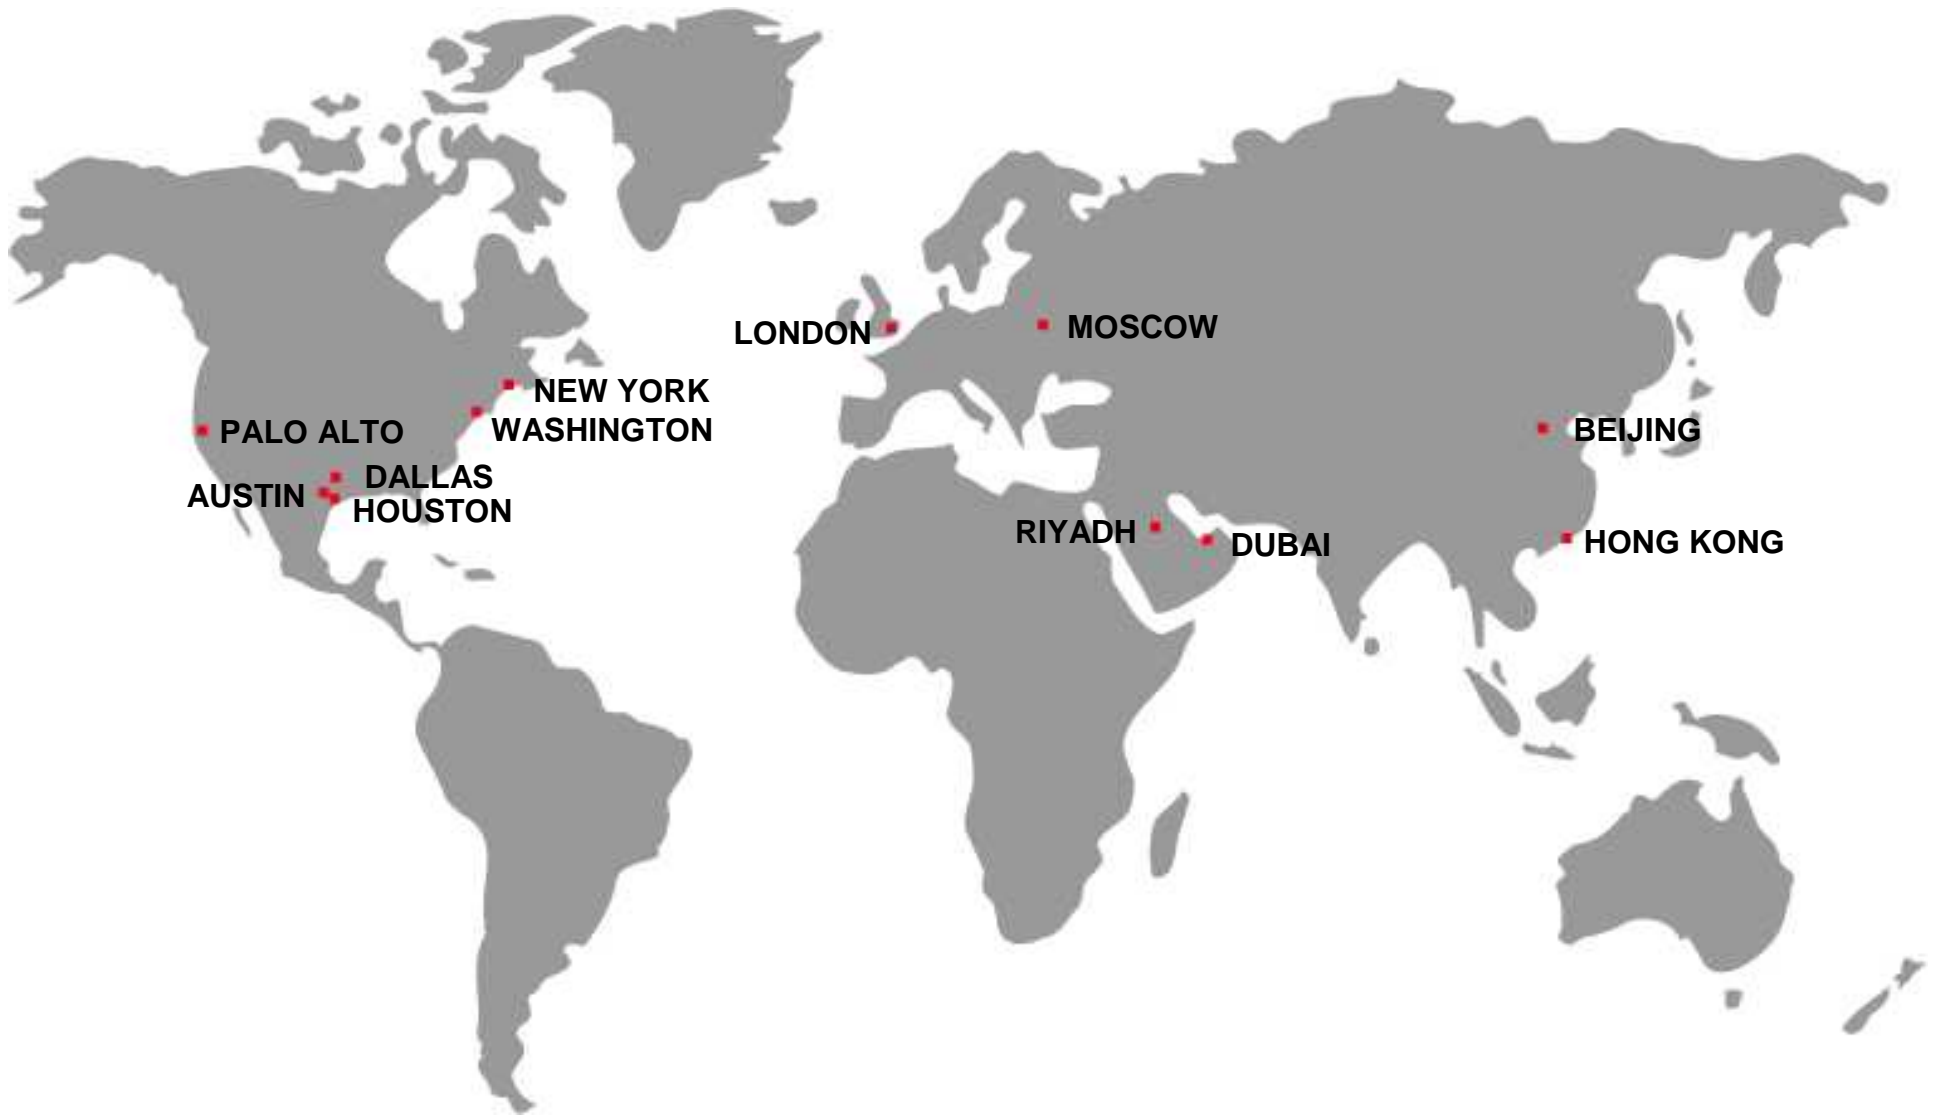 LONDON
MOSCOW
NEW YORK
PALO ALTO
WASHINGTON
BEIJING
DALLAS
AUSTIN
HOUSTON
RIYADH
DUBAI
HONG KONG